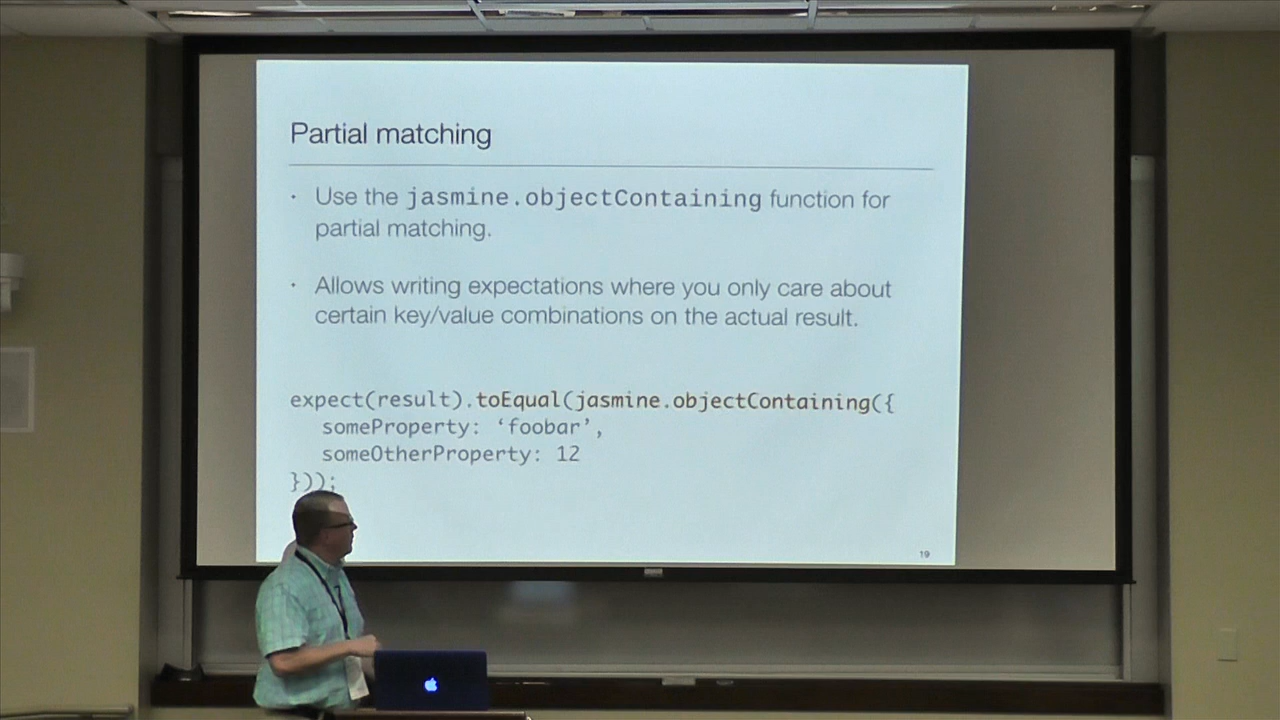 Partial matching
· Use the jasmine.objectContaining function for
partial matching.
· Allows writing expectations where you only care about
certain key/value combinations on the actual result.
expect(result).toEqual(jasmine.objectContaining({
someProperty: ‘foobar’,
someOtherProperty: 12
}));
19